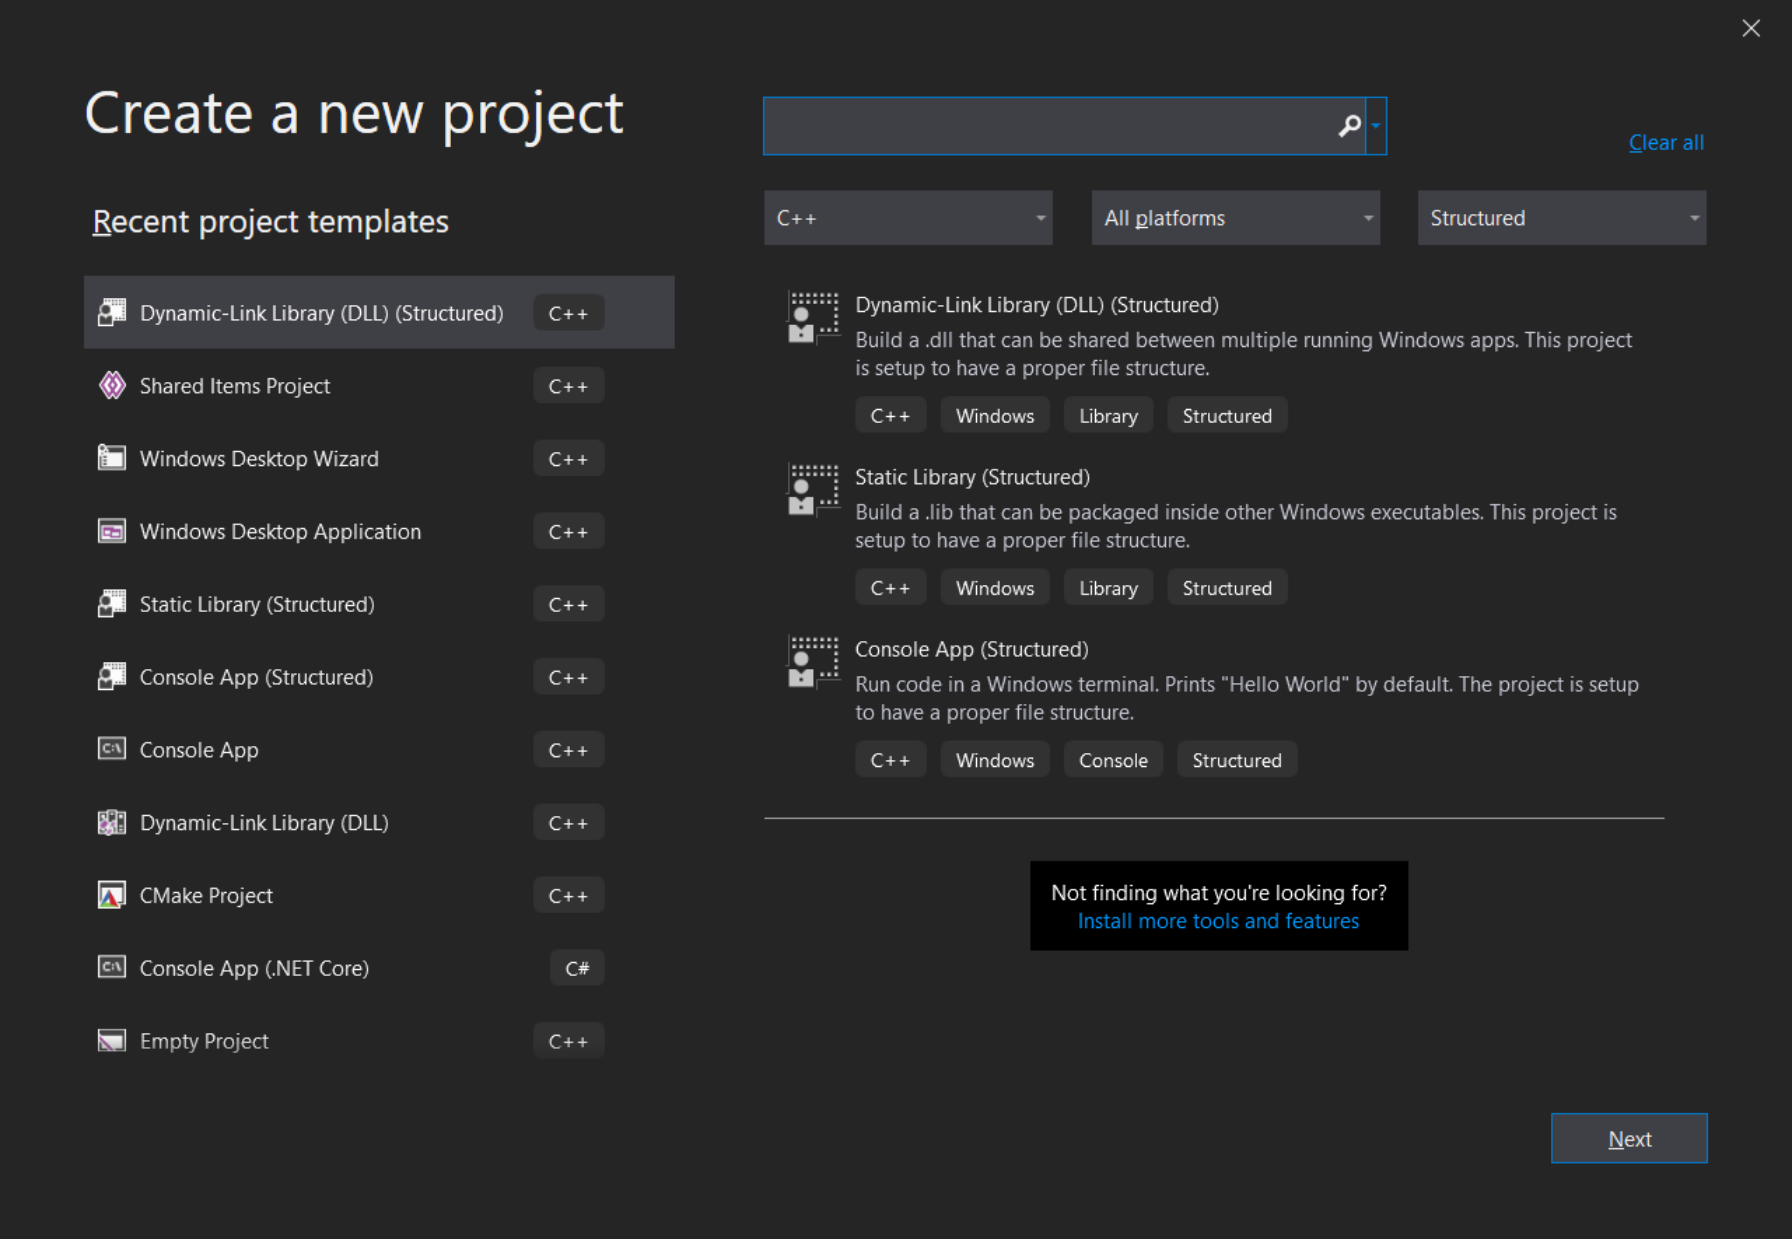 Create a new project
Clear all
Recent project templates
C++
All platforms
Structured
Dynamic-Link Library (DLL) (Structured) C++
Shared Items Project C++
Windows Desktop Wizard C++
Windows Desktop Application C++
Static Library (Structured) C++
Console App (Structured) C++
Console App C++
Dynamic-Link Library (DLL) C++
CMake Project C++
Console App (.NET Core) C#
Empty Project C++
Dynamic-Link Library (DLL) (Structured)
Build a .dll that can be shared between multiple running Windows apps. This project
is setup to have a proper file structure.
C++ Windows Library Structured
Static Library (Structured)
Build a .lib that can be packaged inside other Windows executables. This project is
setup to have a proper file structure.
C++ Windows Library Structured
Console App (Structured)
Run code in a Windows terminal. Prints "Hello World" by default. The project is setup
to have a proper file structure.
C++ Windows Console Structured
Not finding what you're looking for?
Install more tools and features
Next